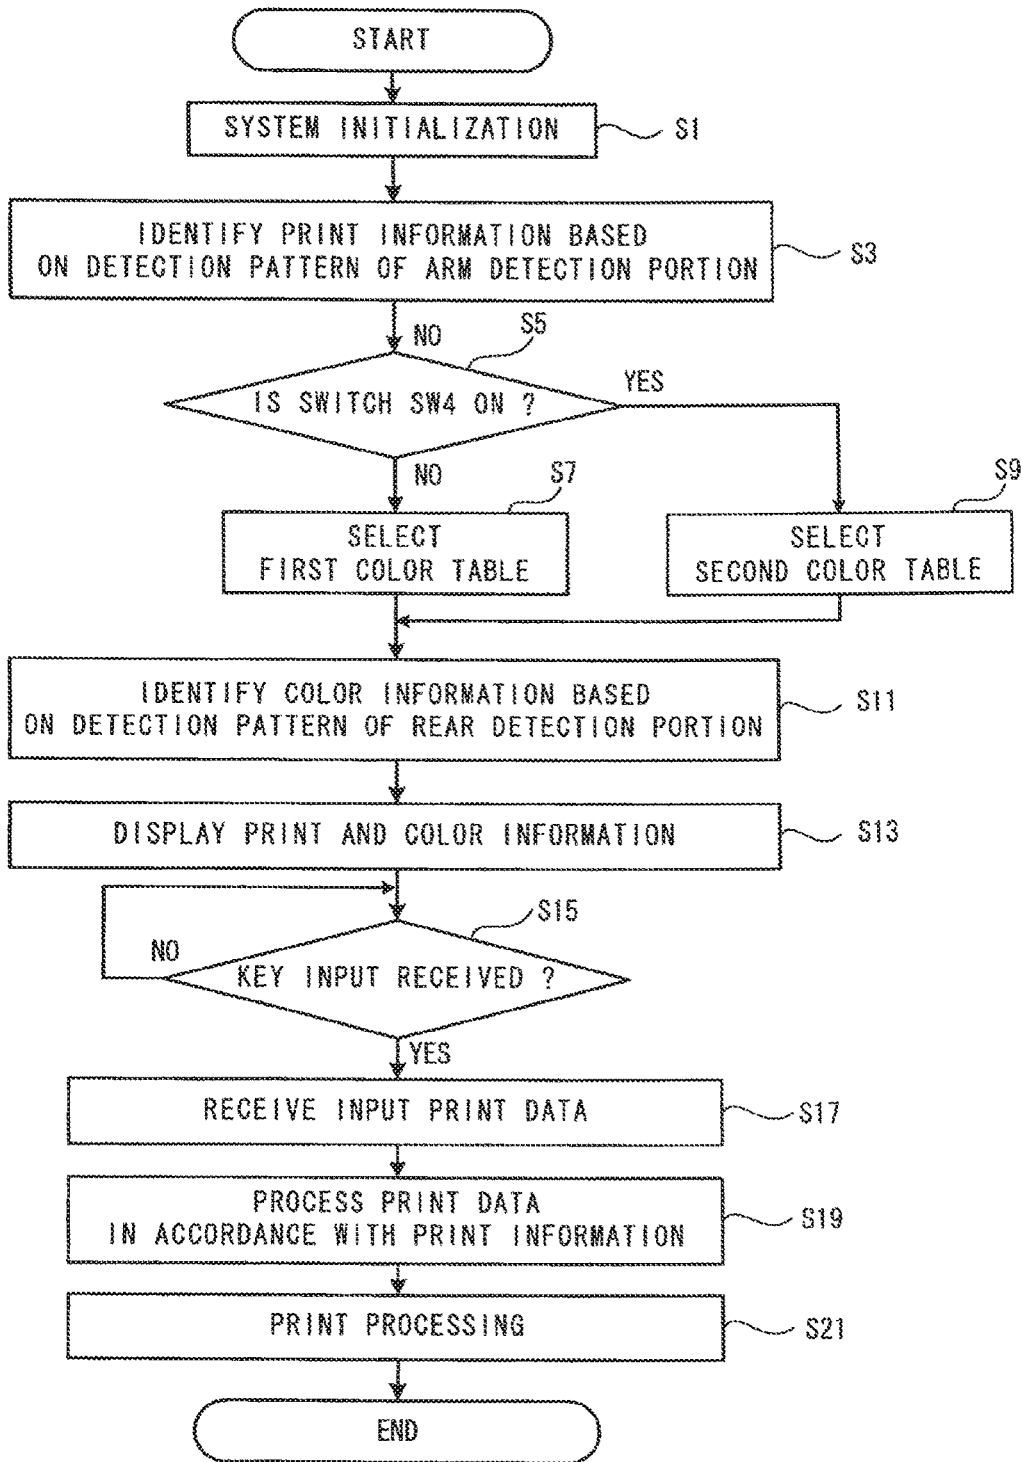 START
SYSTEM INITIALIZATION
S1
IDENTIFY PRINT INFORMATION BASED
ON DETECTION PATTERN OF ARM DETECTION PORTION
S3
NO
S5
IS SWITCH SW4 ON ?
YES
NO
S7
S9
SELECT
FIRST COLOR TABLE
SELECT
SECOND COLOR TABLE
IDENTIFY COLOR INFORMATION BASED
ON DETECTION PATTERN OF REAR DETECTION PORTION
S11
DISPLAY PRINT AND COLOR INFORMATION
S13
S15
NO
KEY INPUT RECEIVED ?
YES
RECEIVE INPUT PRINT DATA
S17
PROCESS PRINT DATA
IN ACCORDANCE WITH PRINT INFORMATION
S19
PRINT PROCESSING
S21
END